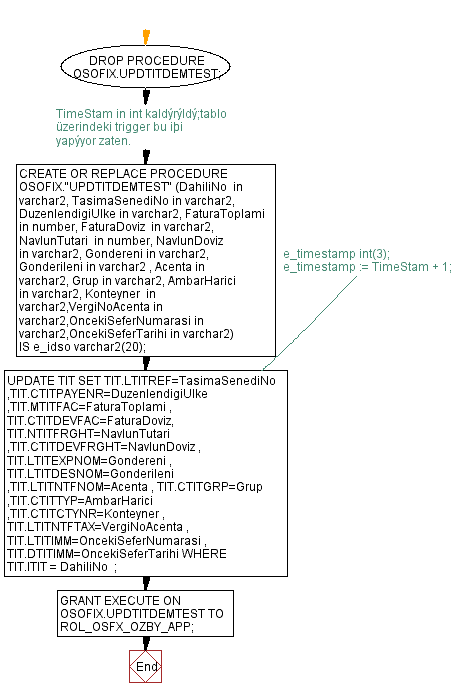 DROP PROCEDURE
OSOFIX.UPDTITDEMTEST;
TimeStam in int kaldýrýldý;tablo
üzerindeki trigger bu iþi
yapýyor zaten.
CREATE OR REPLACE PROCEDURE
OSOFIX."UPDTITDEMTEST" (DahiliNo in
varchar2, TasimaSenediNo in varchar2,
DuzenlendigiUlke in varchar2, FaturaToplami
in number, FaturaDoviz in varchar2,
NavlunTutari in number, NavlunDoviz
in varchar2, Gondereni in varchar2,
Gonderileni in varchar2 , Acenta in
varchar2, Grup in varchar2, AmbarHarici
in varchar2, Konteyner in
varchar2,VergiNoAcenta in
varchar2,OncekiSeferNumarasi in
varchar2,OncekiSeferTarihi in varchar2)
IS e_idso varchar2(20);
e_timestamp int(3);
e_timestamp := TimeStam + 1;
UPDATE TIT SET TIT.LTITREF=TasimaSenediNo
,TIT.CTITPAYENR=DuzenlendigiUlke
,TIT.MTITFAC=FaturaToplami ,
TIT.CTITDEVFAC=FaturaDoviz,
TIT.NTITFRGHT=NavlunTutari
,TIT.CTITDEVFRGHT=NavlunDoviz ,
TIT.LTITEXPNOM=Gondereni ,
TIT.LTITDESNOM=Gonderileni
,TIT.LTITNTFNOM=Acenta , TIT.CTITGRP=Grup
,TIT.CTITTYP=AmbarHarici
,TIT.CTITCTYNR=Konteyner ,
TIT.LTITNTFTAX=VergiNoAcenta ,
TIT.LTITIMM=OncekiSeferNumarasi ,
TIT.DTITIMM=OncekiSeferTarihi WHERE
TIT.ITIT = DahiliNo ;
GRANT EXECUTE ON
OSOFIX.UPDTITDEMTEST TO
ROL_OSFX_OZBY_APP;
End